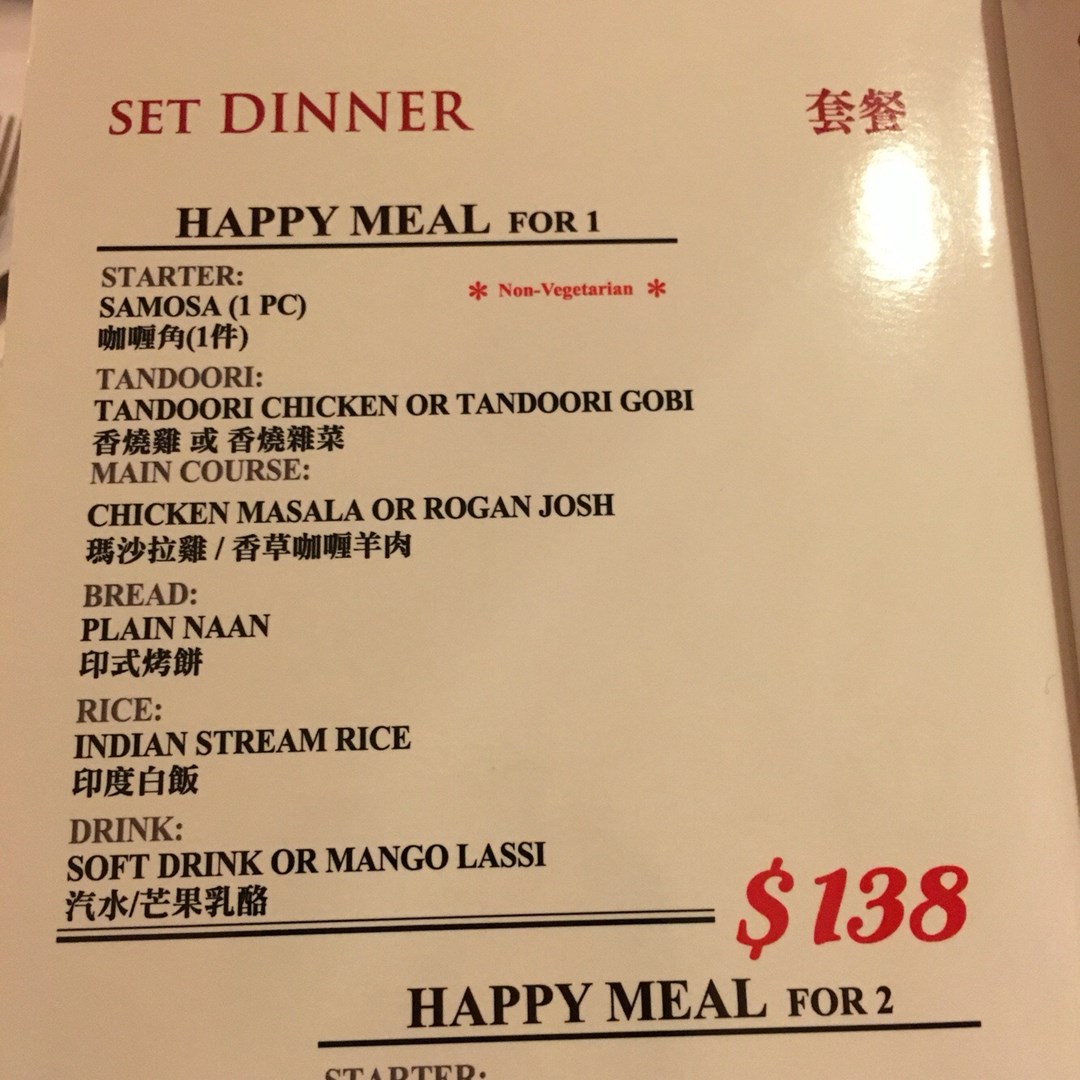 SET DINNER 套餐
HAPPY MEAL FOR 1
STARTER:
SAMOSA (1 PC) * Non-Vegetarian *
咖喱角(1件)
TANDOORI:
TANDOORI CHICKEN OR TANDOORI GOBI
香燒雞 或 香燒雜菜
MAIN COURSE:
CHICKEN MASALA OR ROGAN JOSH
瑪沙拉雞 / 香草咖喱羊肉
BREAD:
PLAIN NAAN
印式烤餅
RICE:
INDIAN STREAM RICE
印度白飯
DRINK:
SOFT DRINK OR MANGO LASSI
汽水/芒果乳酪
$138
HAPPY MEAL FOR 2
STARTER: